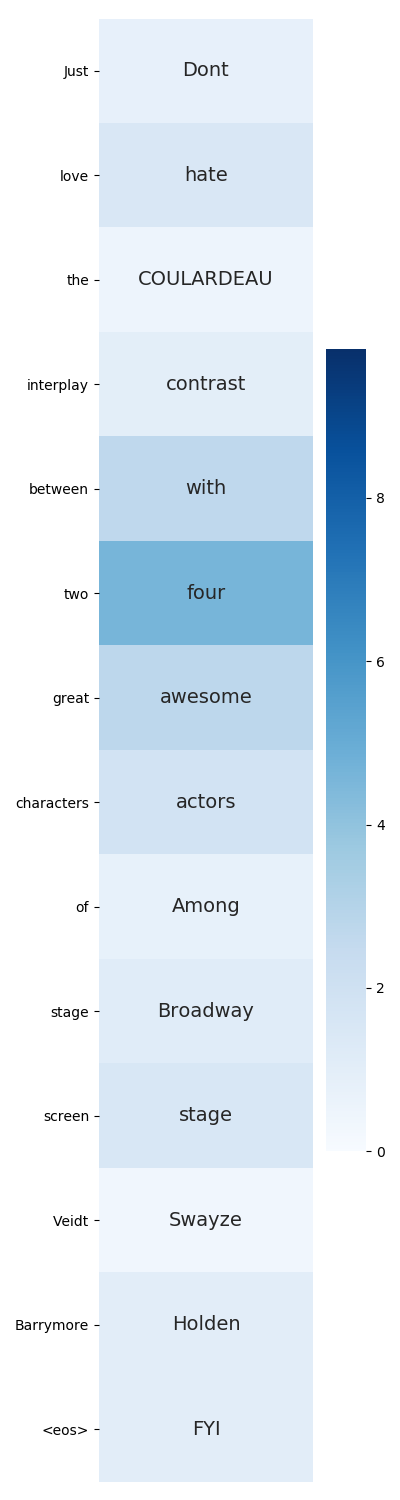 Just Dont
love hate
the COULARDEAU
interplay contrast
between with
8
two four
6
great awesome
characters actors
4
of Among
stage Broadway
2
screen stage
0
Veidt Swayze
Barrymore Holden
<eos> FYI